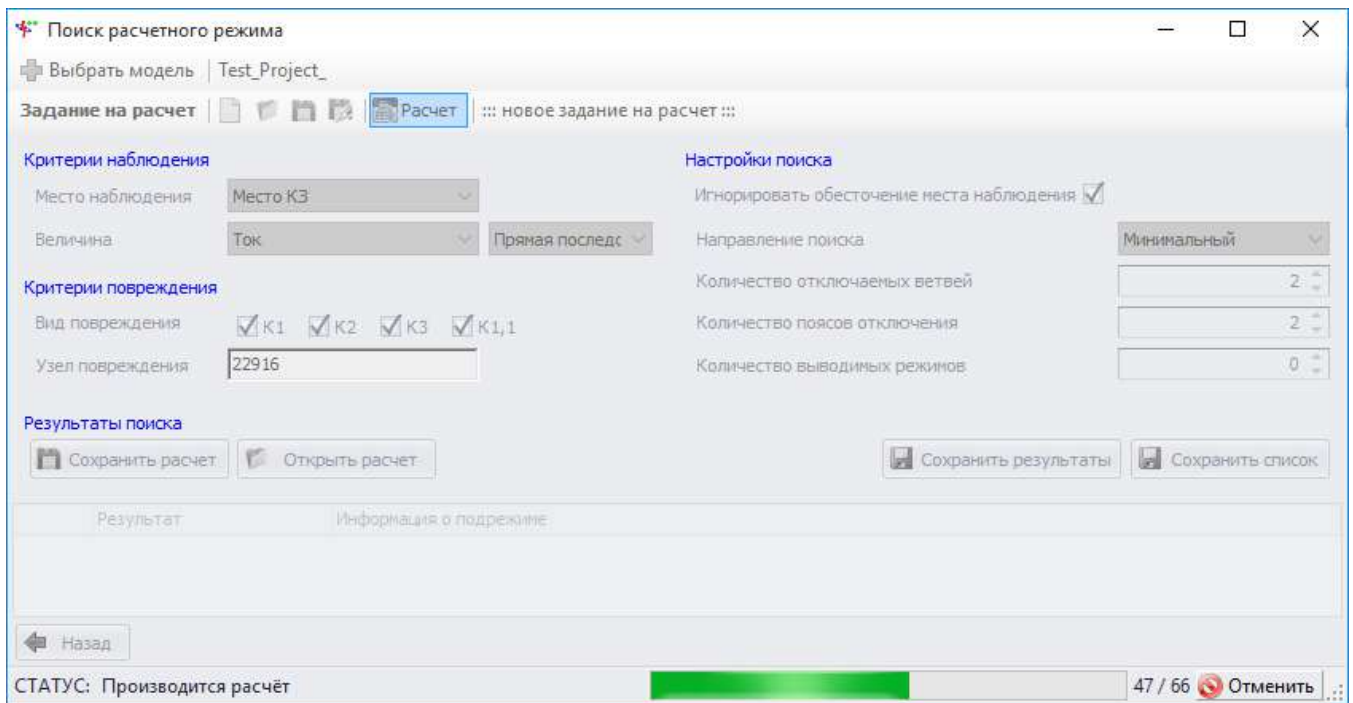 Поиск расчетного режима
Выбрать модель Test_Project_
Задание на расчет Расчет ::: новое задание на расчет :::
Критерии наблюдения Настройки поиска
Место наблюдения Место КЗ Игнорировать обесточение места наблюдения
Величина Ток Прямая последс Направление поиска Минимальный
Критерии повреждения Количество отключаемых ветвей 2
Вид повреждения К1 К2 К3 К1,1 Количество поясов отключения 2
Узел повреждения 22916 Количество выводимых режимов 0
Результаты поиска
Сохранить расчет Открыть расчет Сохранить результаты Сохранить список
Результат Информация о подрежиме
Назад
СТАТУС: Производится расчёт 47 / 66 Отменить